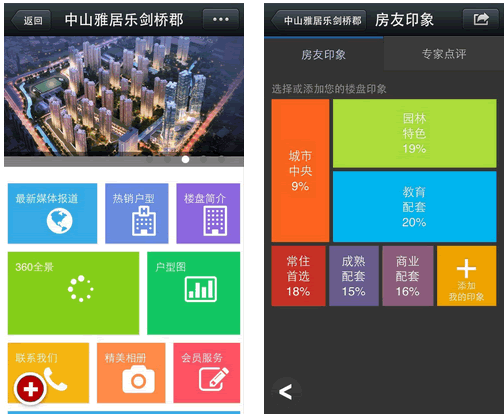 返回
中山雅居乐剑桥郡
最新媒体报道
热销户型
楼盘简介
360全景
户型图
联系我们
精美相册
会员服务
中山雅居乐剑桥郡
房友印象
房友印象
专家点评
选择或添加您的楼盘印象
城市
中央
9%
园林
特色
19%
教育
配套
20%
常住
首选
18%
成熟
配套
15%
商业
配套
16%
添加
我的印象